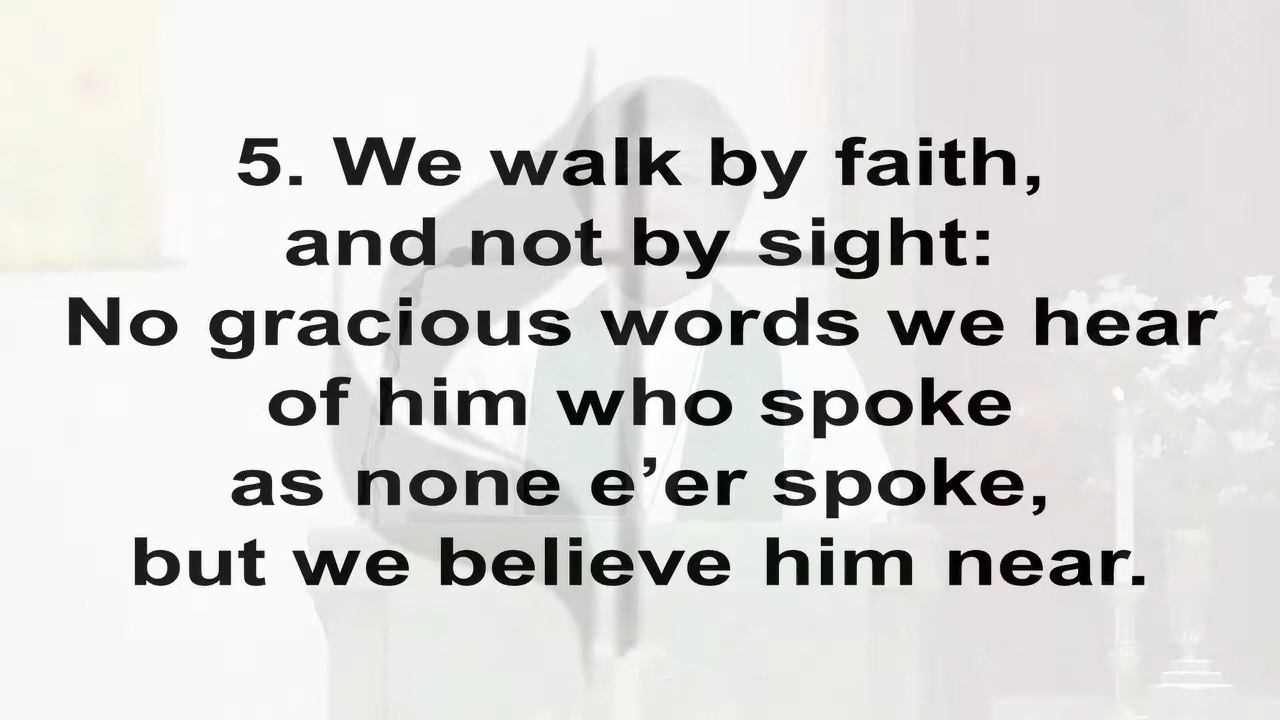 5. We walk by faith,
and not by sight:
No gracious words we hear
of him who spoke
as none e’er spoke,
but we believe him near.